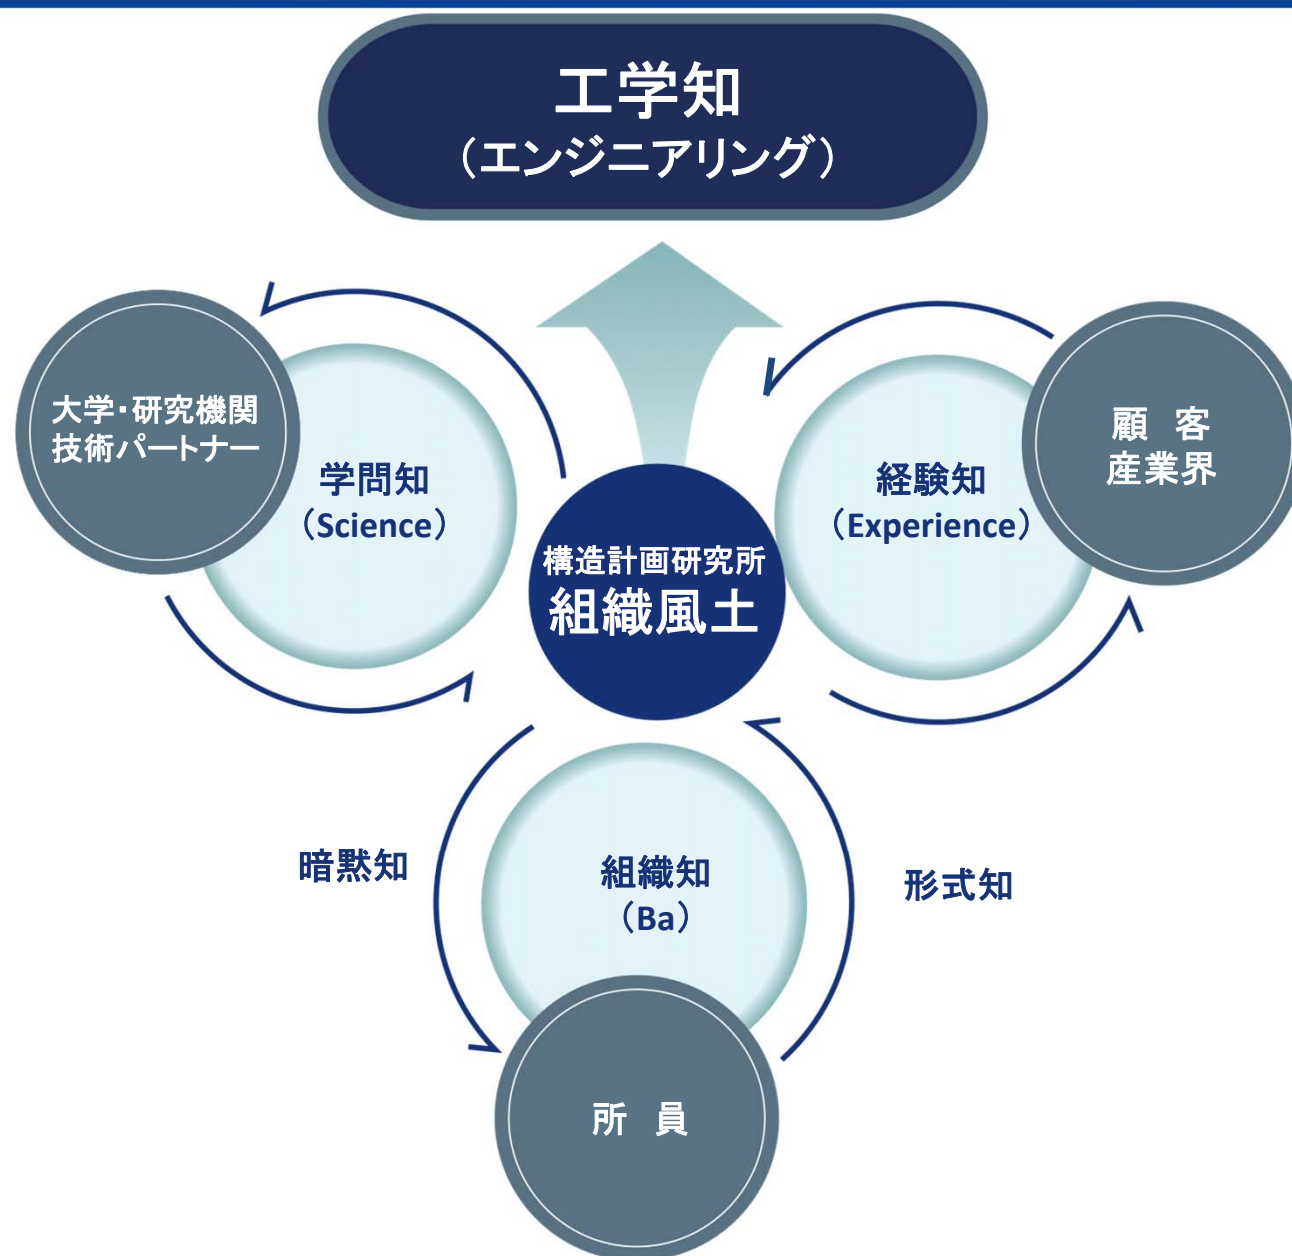 工学知
（エンジニアリング）
大学・研究機関
技術パートナー
学問知
（Science）
構造計画研究所
組織風土
経験知
（Experience）
顧　客
産業界
暗黙知
組織知
（Ba）
形式知
所　員